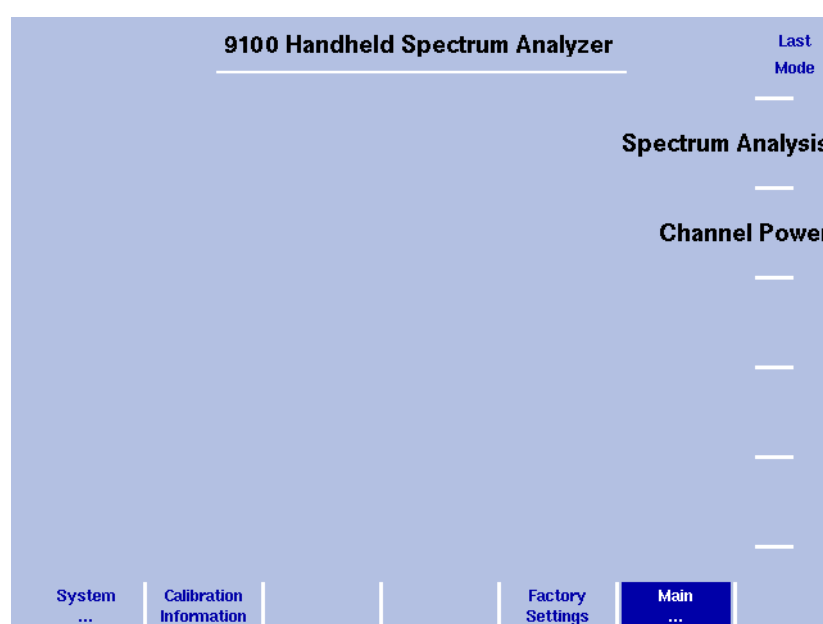 9100 Handheld Spectrum Analyzer
Last
Mode
Spectrum Analysis
Channel Power
System
...
Calibration
Information
Factory
Settings
Main
...